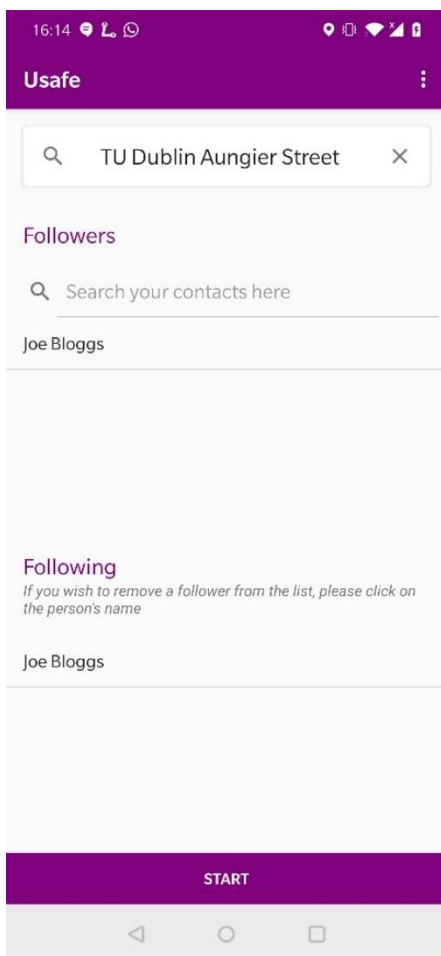 16:14
Usafe
TU Dublin Aungier Street
Followers
Search your contacts here
Joe Bloggs
Following
If you wish to remove a follower from the list, please click on
the person's name
Joe Bloggs
START